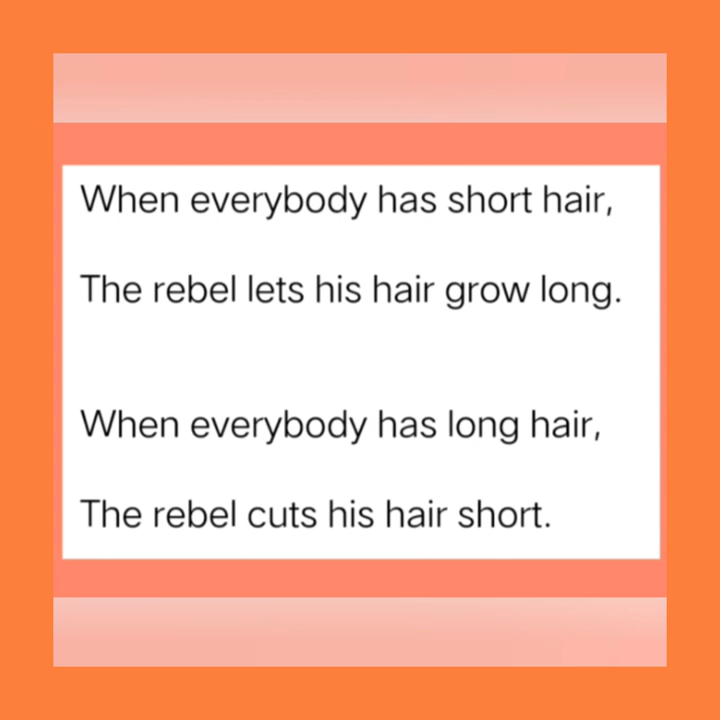 When everybody has short hair,
The rebel lets his hair grow long.
When everybody has long hair,
The rebel cuts his hair short.